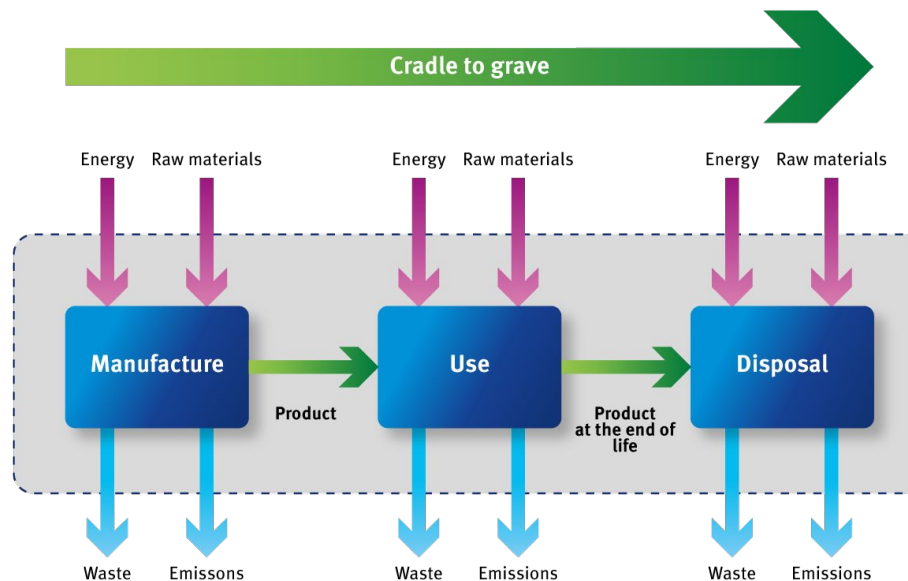 Cradle to grave
Energy Raw materials Energy Raw materials Energy Raw materials
Manufacture Use Disposal
Product Product
at the end of
life
Waste Emissons Waste Emissions Waste Emissions